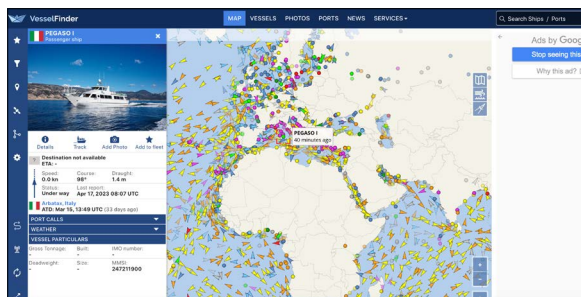 VesselFinder
MAP VESSELS PHOTOS PORTS NEWS SERVICES
Search Ships / Ports
PEGASO I
Passenger ship
Details Track Add Photo Add to fleet
Destination not available
ETA: -
Speed: Course: Draught:
0.0 kn 98° 1.4 m
Status: Last report:
Under way Apr 17, 2023 08:07 UTC
Arbatax, Italy
ATD: Mar 15, 13:49 UTC (33 days ago)
PORT CALLS
WEATHER
VESSEL PARTICULARS
Gross Tonnage: Built: IMO number:
- - -
Deadweight: Size: MMSI:
- - 247211900
PEGASO I
40 minutes ago
Ads by Goog
Stop seeing this
Why this ad?